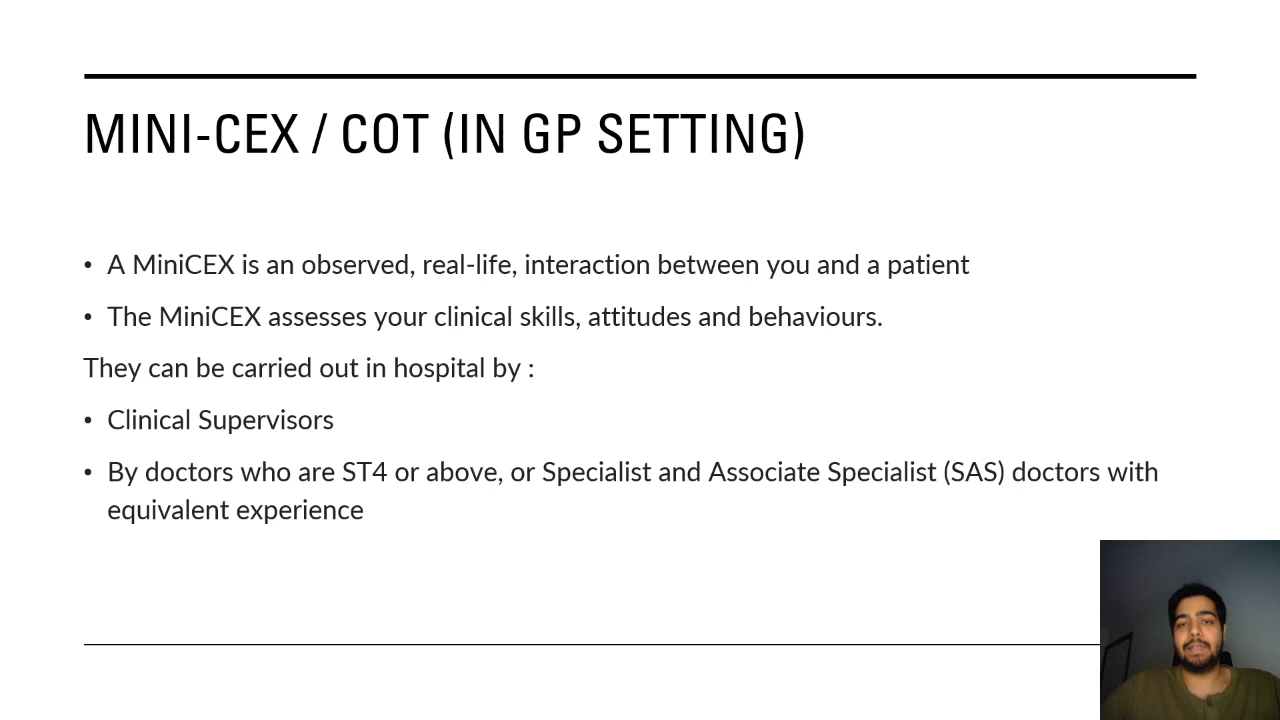 MINI-CEX / COT (IN GP SETTING)
• A MiniCEX is an observed, real-life, interaction between you and a patient
• The MiniCEX assesses your clinical skills, attitudes and behaviours.
They can be carried out in hospital by :
• Clinical Supervisors
• By doctors who are ST4 or above, or Specialist and Associate Specialist (SAS) doctors with
equivalent experience